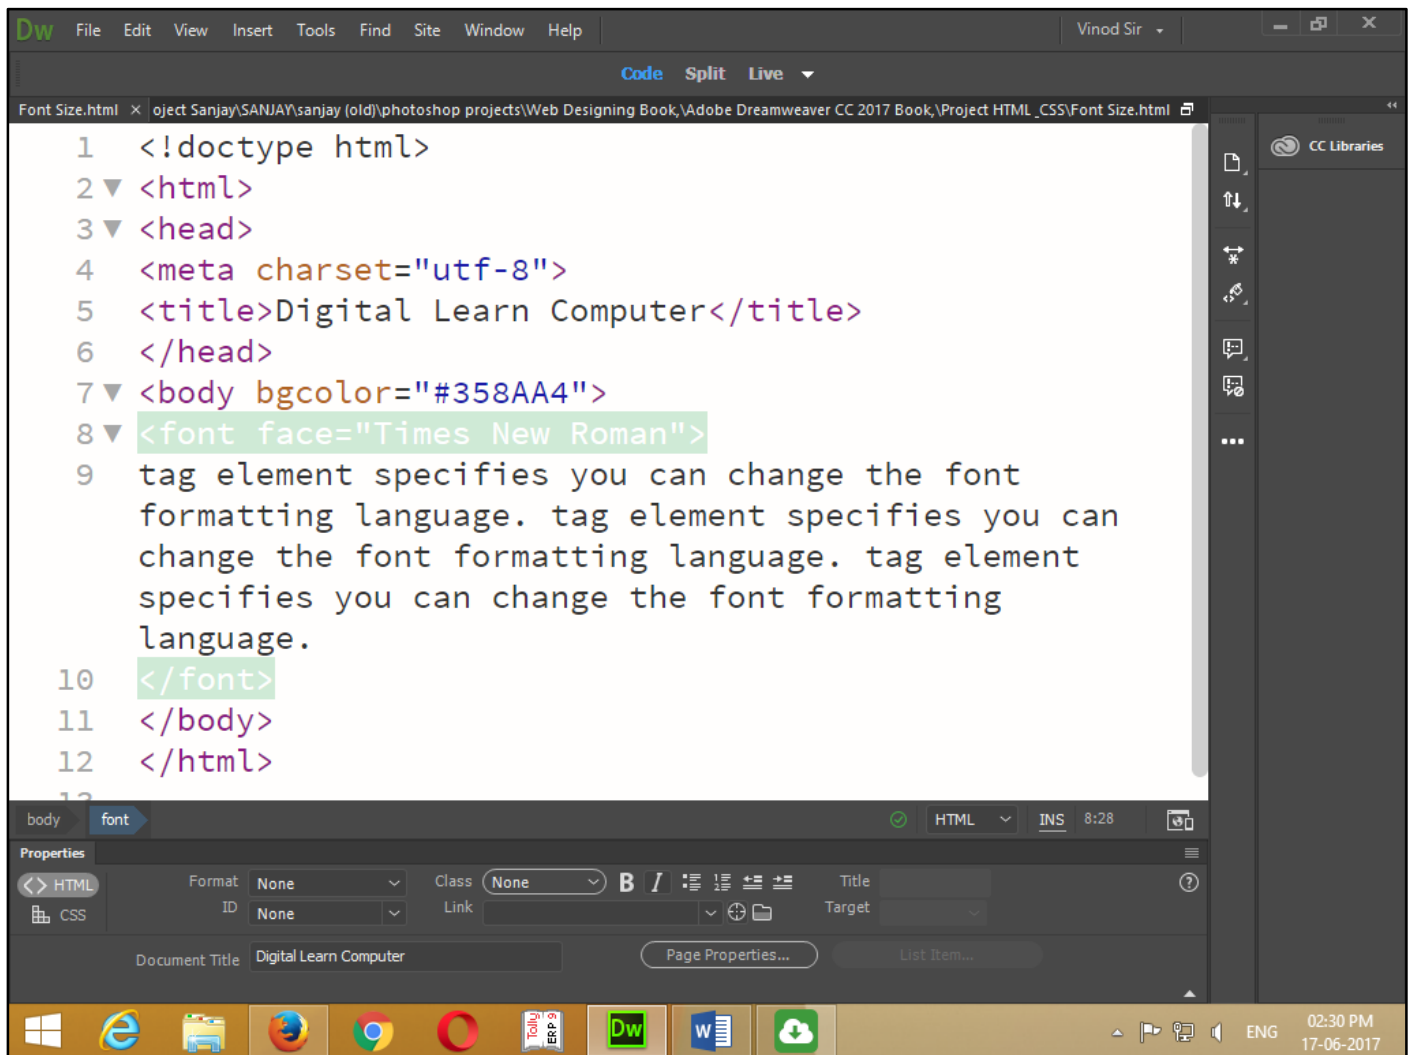 Dw File Edit View Insert Tools Find Site Window Help Vinod Sir
Code Split Live
Font Size.html × oject Sanjay\SANJAY\sanjay (old)\photoshop projects\Web Designing Book,\Adobe Dreamweaver CC 2017 Book,\Project HTML_CSS\Font Size.html
CC Libraries
1 <!doctype html>
2 <html>
3 <head>
4 <meta charset="utf-8">
5 <title>Digital Learn Computer</title>
6 </head>
7 <body bgcolor="#358AA4">
8 <font face="Times New Roman">
9 tag element specifies you can change the font
formatting language. tag element specifies you can
change the font formatting language. tag element
specifies you can change the font formatting
language.
10 </font>
11 </body>
12 </html>
13
body font HTML INS 8:28
Properties
<> HTML Format None Class None B I Title
CSS ID None Link Target
Document Title Digital Learn Computer Page Properties... List Item...
Tally ERP 9 Dw W ENG 02:30 PM
17-06-2017